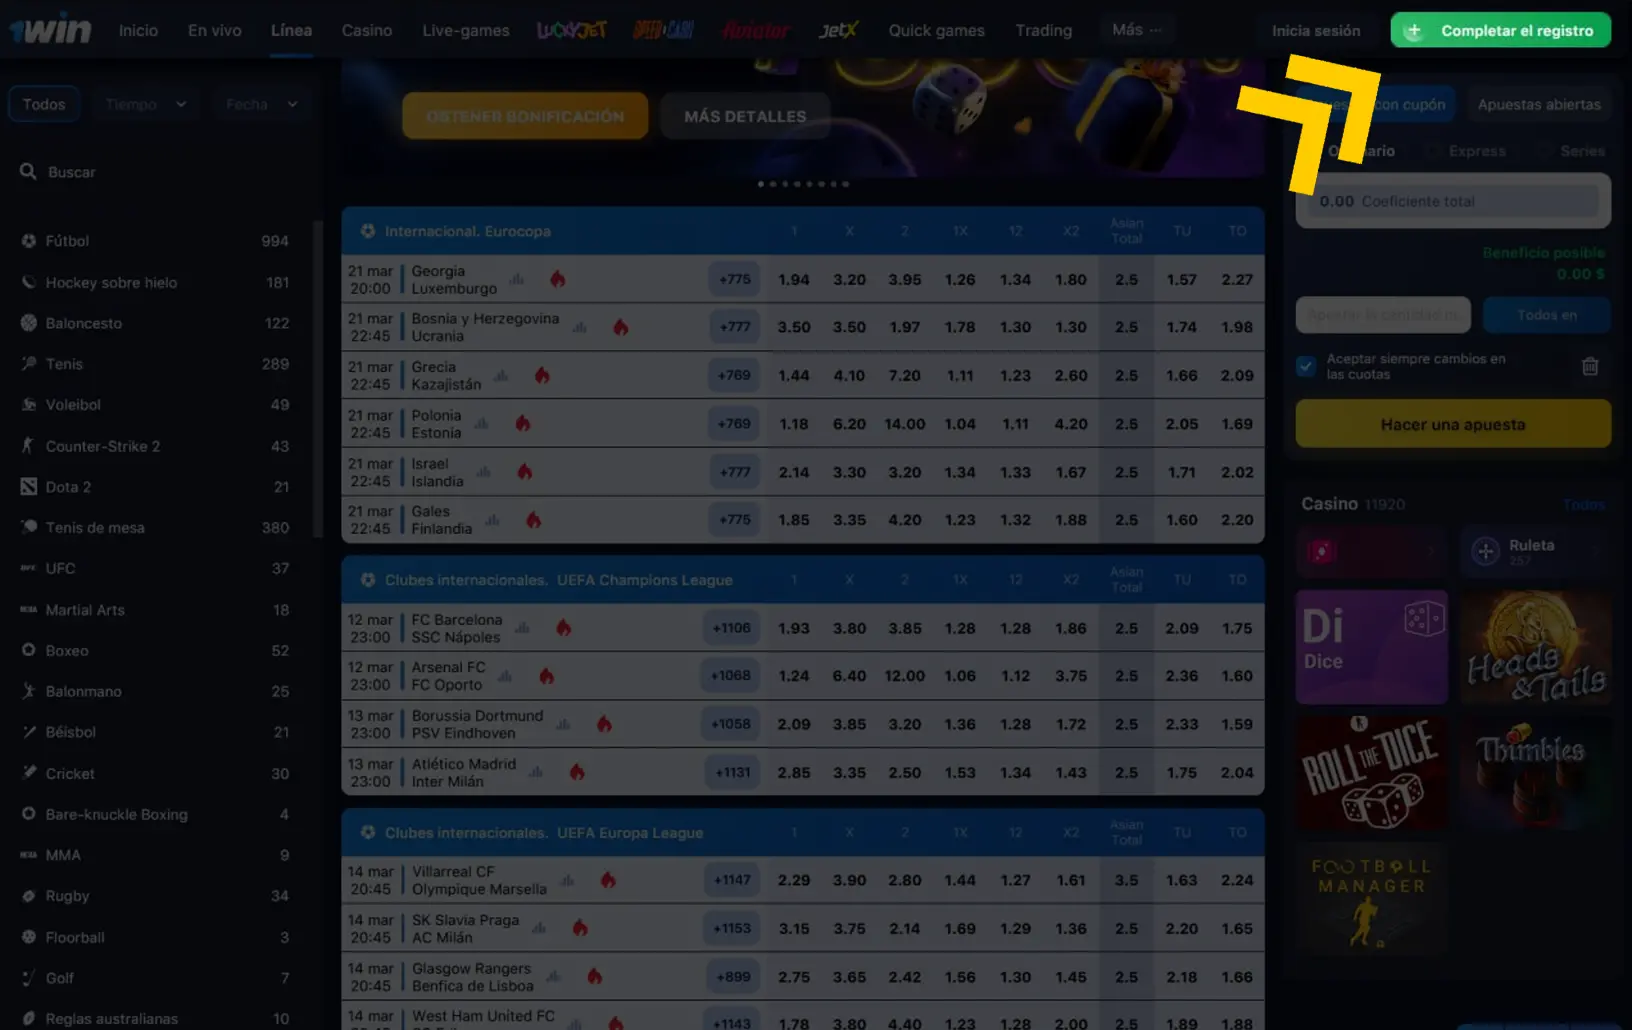 1win Inicio En vivo Línea Casino Live-games LUCKYJET SPEED&CASH Aviator JetX Quick games Trading Más ··· Inicia sesión + Completar el registro
Todos Tiempo Fecha
OBTENER BONIFICACIÓN MÁS DETALLES
con cupón Apuestas abiertas
Express Series
Buscar
0.00 Coeficiente total
Beneficio posible
0.00 $
Todos en
Aceptar siempre cambios en
las cuotas
Hacer una apuesta
Fútbol 994
Hockey sobre hielo 181
Baloncesto 122
Tenis 289
Voleibol 49
Counter-Strike 2 43
Dota 2 21
Tenis de mesa 380
UFC 37
Martial Arts 18
Boxeo 52
Balonmano 25
Béisbol 21
Cricket 30
Bare-knuckle Boxing 4
MMA 9
Rugby 34
Floorball 3
Golf 7
Reglas australianas 10
Internacional. Eurocopa 1 X 2 1X 12 X2 Asian Total TU TO
21 mar Georgia
20:00 Luxemburgo +775 1.94 3.20 3.95 1.26 1.34 1.80 2.5 1.57 2.27
21 mar Bosnia y Herzegovina
22:45 Ucrania +777 3.50 3.50 1.97 1.78 1.30 1.30 2.5 1.74 1.98
21 mar Grecia
22:45 Kazajistán +769 1.44 4.10 7.20 1.11 1.23 2.60 2.5 1.66 2.09
21 mar Polonia
22:45 Estonia +769 1.18 6.20 14.00 1.04 1.11 4.20 2.5 2.05 1.69
21 mar Israel
22:45 Islandia +777 2.14 3.30 3.20 1.34 1.33 1.67 2.5 1.71 2.02
21 mar Gales
22:45 Finlandia +775 1.85 3.35 4.20 1.23 1.32 1.88 2.5 1.60 2.20
Clubes internacionales. UEFA Champions League 1 X 2 1X 12 X2 Asian Total TU TO
12 mar FC Barcelona
23:00 SSC Nápoles +1106 1.93 3.80 3.85 1.28 1.28 1.86 2.5 2.09 1.75
12 mar Arsenal FC
23:00 FC Oporto +1068 1.24 6.40 12.00 1.06 1.12 3.75 2.5 2.36 1.60
13 mar Borussia Dortmund
23:00 PSV Eindhoven +1058 2.09 3.85 3.20 1.36 1.28 1.72 2.5 2.33 1.59
13 mar Atlético Madrid
23:00 Inter Milán +1131 2.85 3.35 2.50 1.53 1.34 1.43 2.5 1.75 2.04
Clubes internacionales. UEFA Europa League 1 X 2 1X 12 X2 Asian Total TU TO
14 mar Villarreal CF
20:45 Olympique Marsella +1147 2.29 3.90 2.80 1.44 1.27 1.61 3.5 1.63 2.24
14 mar SK Slavia Praga
20:45 AC Milán +1153 3.15 3.75 2.14 1.69 1.29 1.36 2.5 2.20 1.65
14 mar Glasgow Rangers
20:45 Benfica de Lisboa +899 2.75 3.65 2.42 1.56 1.30 1.45 2.5 2.18 1.66
14 mar West Ham United FC
+1143 1.78 3.80 4.40 1.23 1.28 2.00 2.5 1.89 1.88
Casino 11920 Todos
Ruleta
257
Di
Dice
Heads
&Tails
ROLL THE DICE
Thimbles
FOOTBALL
MANAGER